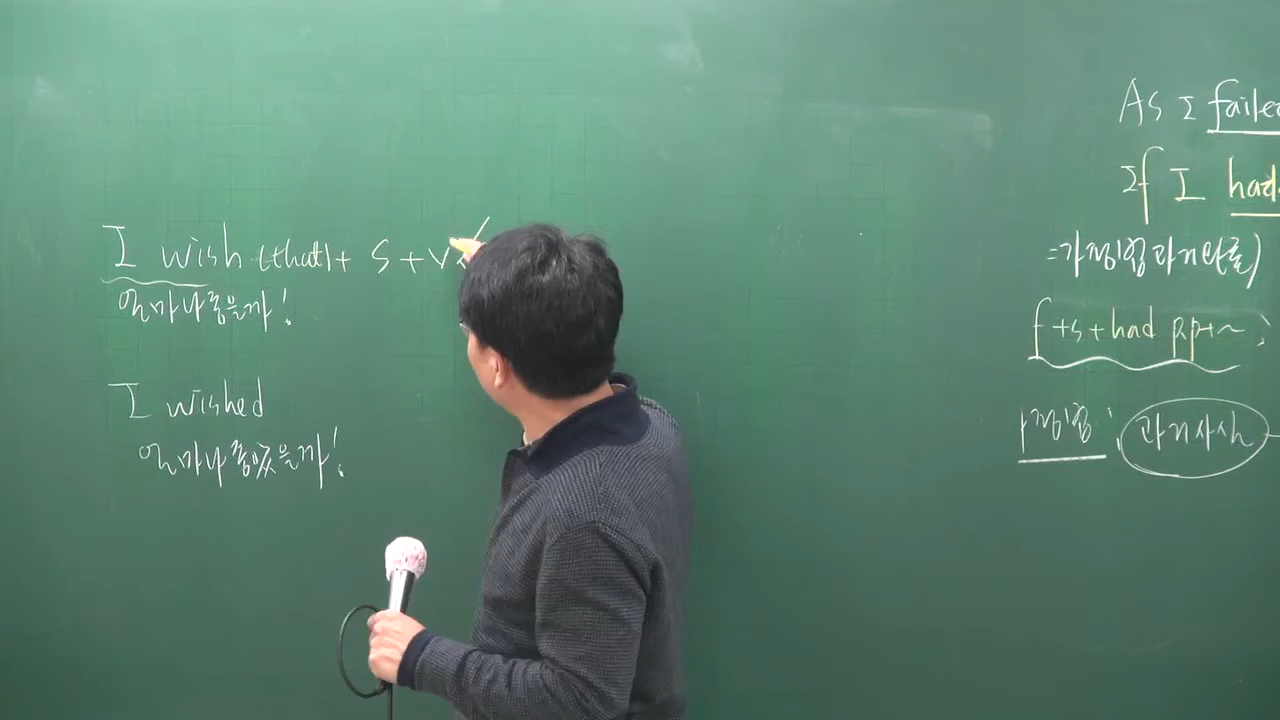 I wish (that) + S + V
얼마나 좋을까!
I wished
얼마나 좋았을까!
As I failed
If I had
=가정법과거완료)
f + s + had p.p + ~ ;
가정법 : 과거사실